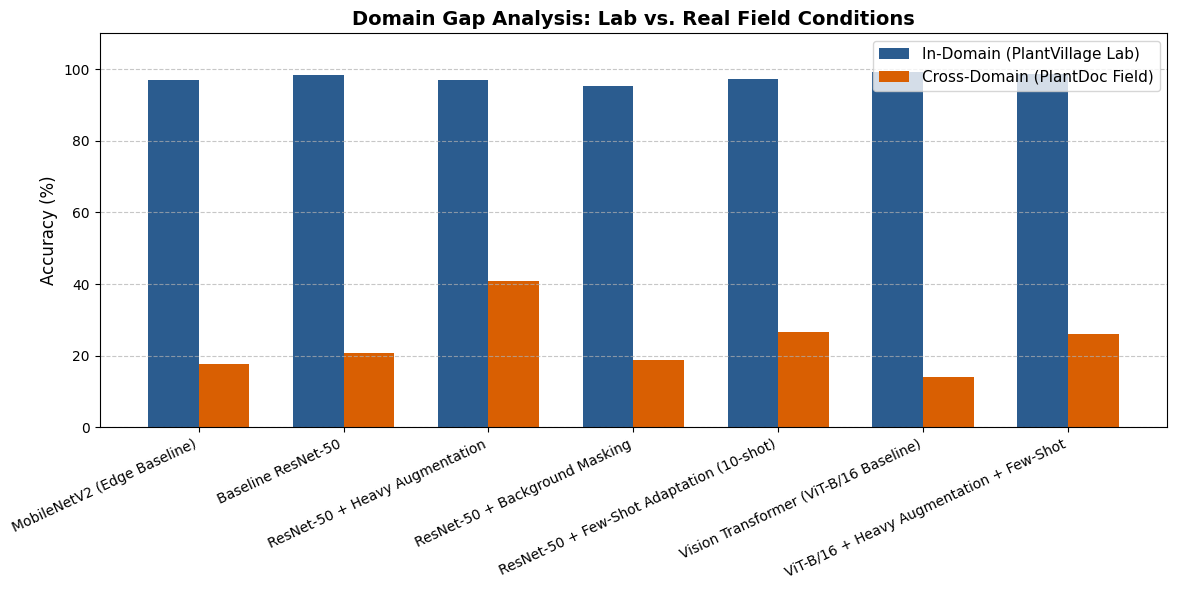 Domain Gap Analysis: Lab vs. Real Field Conditions
In-Domain (PlantVillage Lab)
Cross-Domain (PlantDoc Field)
Accuracy (%)
100
80
60
40
20
0
MobileNetV2 (Edge Baseline)
Baseline ResNet-50
ResNet-50 + Heavy Augmentation
ResNet-50 + Background Masking
ResNet-50 + Few-Shot Adaptation (10-shot)
Vision Transformer (ViT-B/16 Baseline)
ViT-B/16 + Heavy Augmentation + Few-Shot